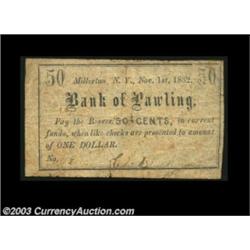 50 Millerton, N. Y., Nov. 1st, 1862. 50
Bank of Pawling.
Pay the Bearer 50 CENTS, in current
funds, when like checks are presented to amount
of ONE DOLLAR.
No.
©2003 CurrencyAuction.com